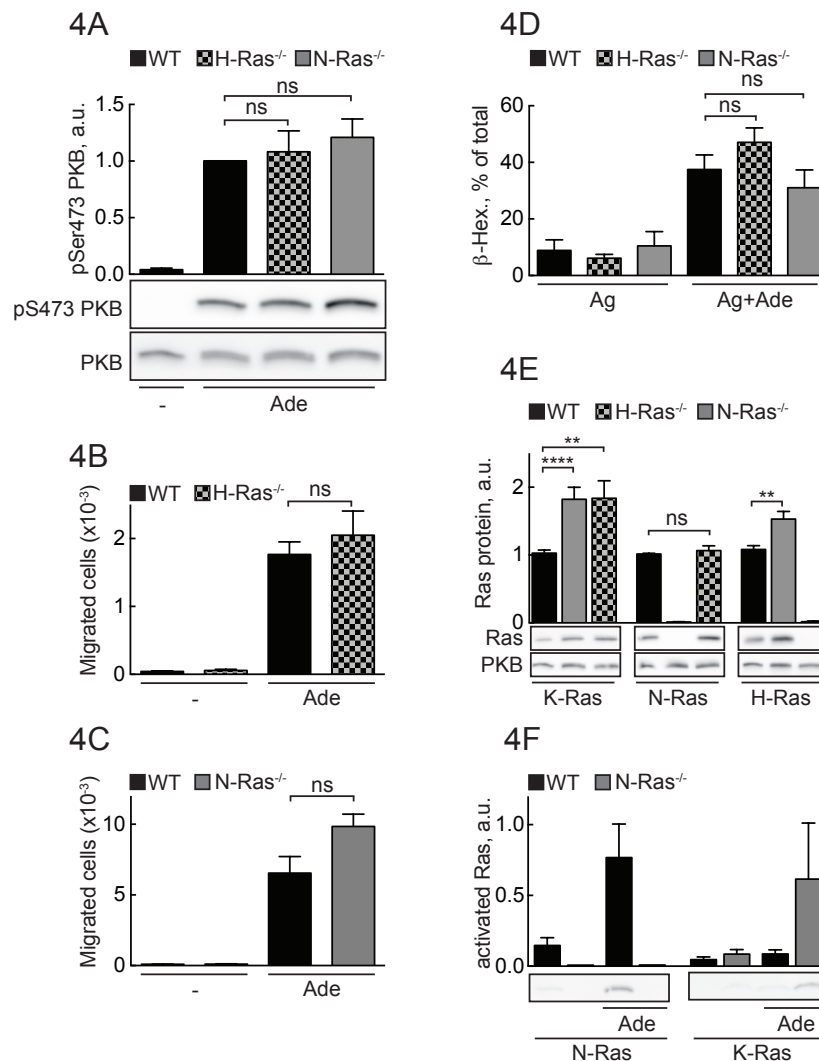 4A
WT H-Ras-/- N-Ras-/-
ns
ns
pSer473 PKB, a.u.
1.5
1.0
0.5
0.0
pS473 PKB
PKB
- Ade
4B
WT H-Ras-/-
ns
Migrated cells (x10-3)
2
1
0
- Ade
4C
WT N-Ras-/-
ns
Migrated cells (x10-3)
10
5
0
- Ade
4D
WT H-Ras-/- N-Ras-/-
ns
ns
β-Hex., % of total
60
40
20
0
Ag Ag+Ade
4E
WT H-Ras-/- N-Ras-/-
**
****
ns
**
Ras protein, a.u.
2
1
0
Ras
PKB
K-Ras N-Ras H-Ras
4F
WT N-Ras-/-
activated Ras, a.u.
1.0
0.5
0.0
Ade Ade
N-Ras K-Ras